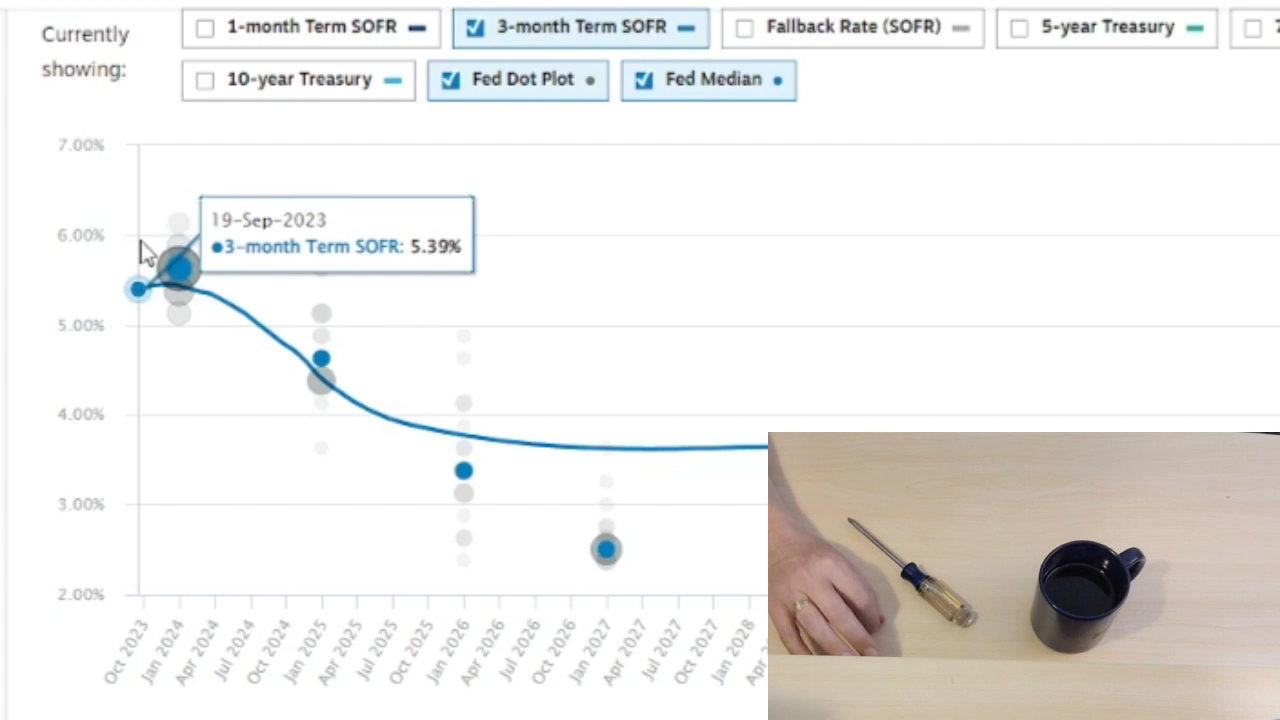 Currently showing:
1-month Term SOFR
3-month Term SOFR
Fallback Rate (SOFR)
5-year Treasury
7
10-year Treasury
Fed Dot Plot
Fed Median
7.00%
6.00%
5.00%
4.00%
3.00%
2.00%
19-Sep-2023
3-month Term SOFR: 5.39%
Oct 2023
Jan 2024
Apr 2024
Jul 2024
Oct 2024
Jan 2025
Apr 2025
Jul 2025
Oct 2025
Jan 2026
Apr 2026
Jul 2026
Oct 2026
Jan 2027
Apr 2027
Jul 2027
Oct 2027
Jan 2028
Apr